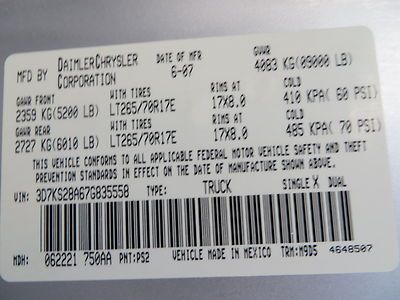 MFD BY DAIMLERCHRYSLER CORPORATION DATE OF MFR 6-07 GVWR 4083 KG(09000 LB)
GAWR FRONT WITH TIRES RIMS AT COLD
2359 KG(5200 LB) LT265/70R17E 17X8.0 410 KPA( 60 PSI)
GAWR REAR WITH TIRES RIMS AT COLD
2727 KG(6010 LB) LT265/70R17E 17X8.0 485 KPA( 70 PSI)
THIS VEHICLE CONFORMS TO ALL APPLICABLE FEDERAL MOTOR VEHICLE SAFETY AND THEFT
PREVENTION STANDARDS IN EFFECT ON THE DATE OF MANUFACTURE SHOWN ABOVE.
VIN: 3D7KS28A67G835558 TYPE: TRUCK SINGLE X DUAL
MDH: 062221 750AA PNT:PS2 VEHICLE MADE IN MEXICO TRM:M9D5 4648507